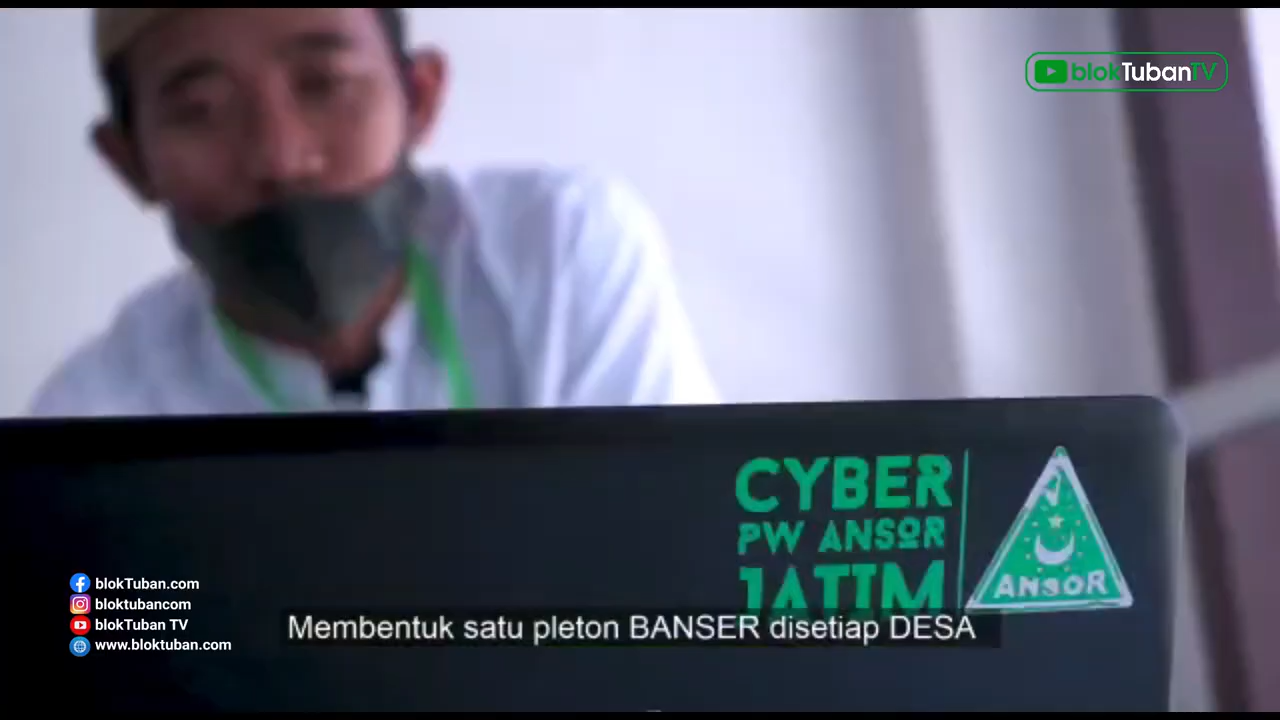 blokTubanTV
CYBER
PW ANSOR
JATIM
ANSOR
blokTuban.com
bloktubancom
blokTuban TV
www.bloktuban.com
Membentuk satu pleton BANSER disetiap DESA